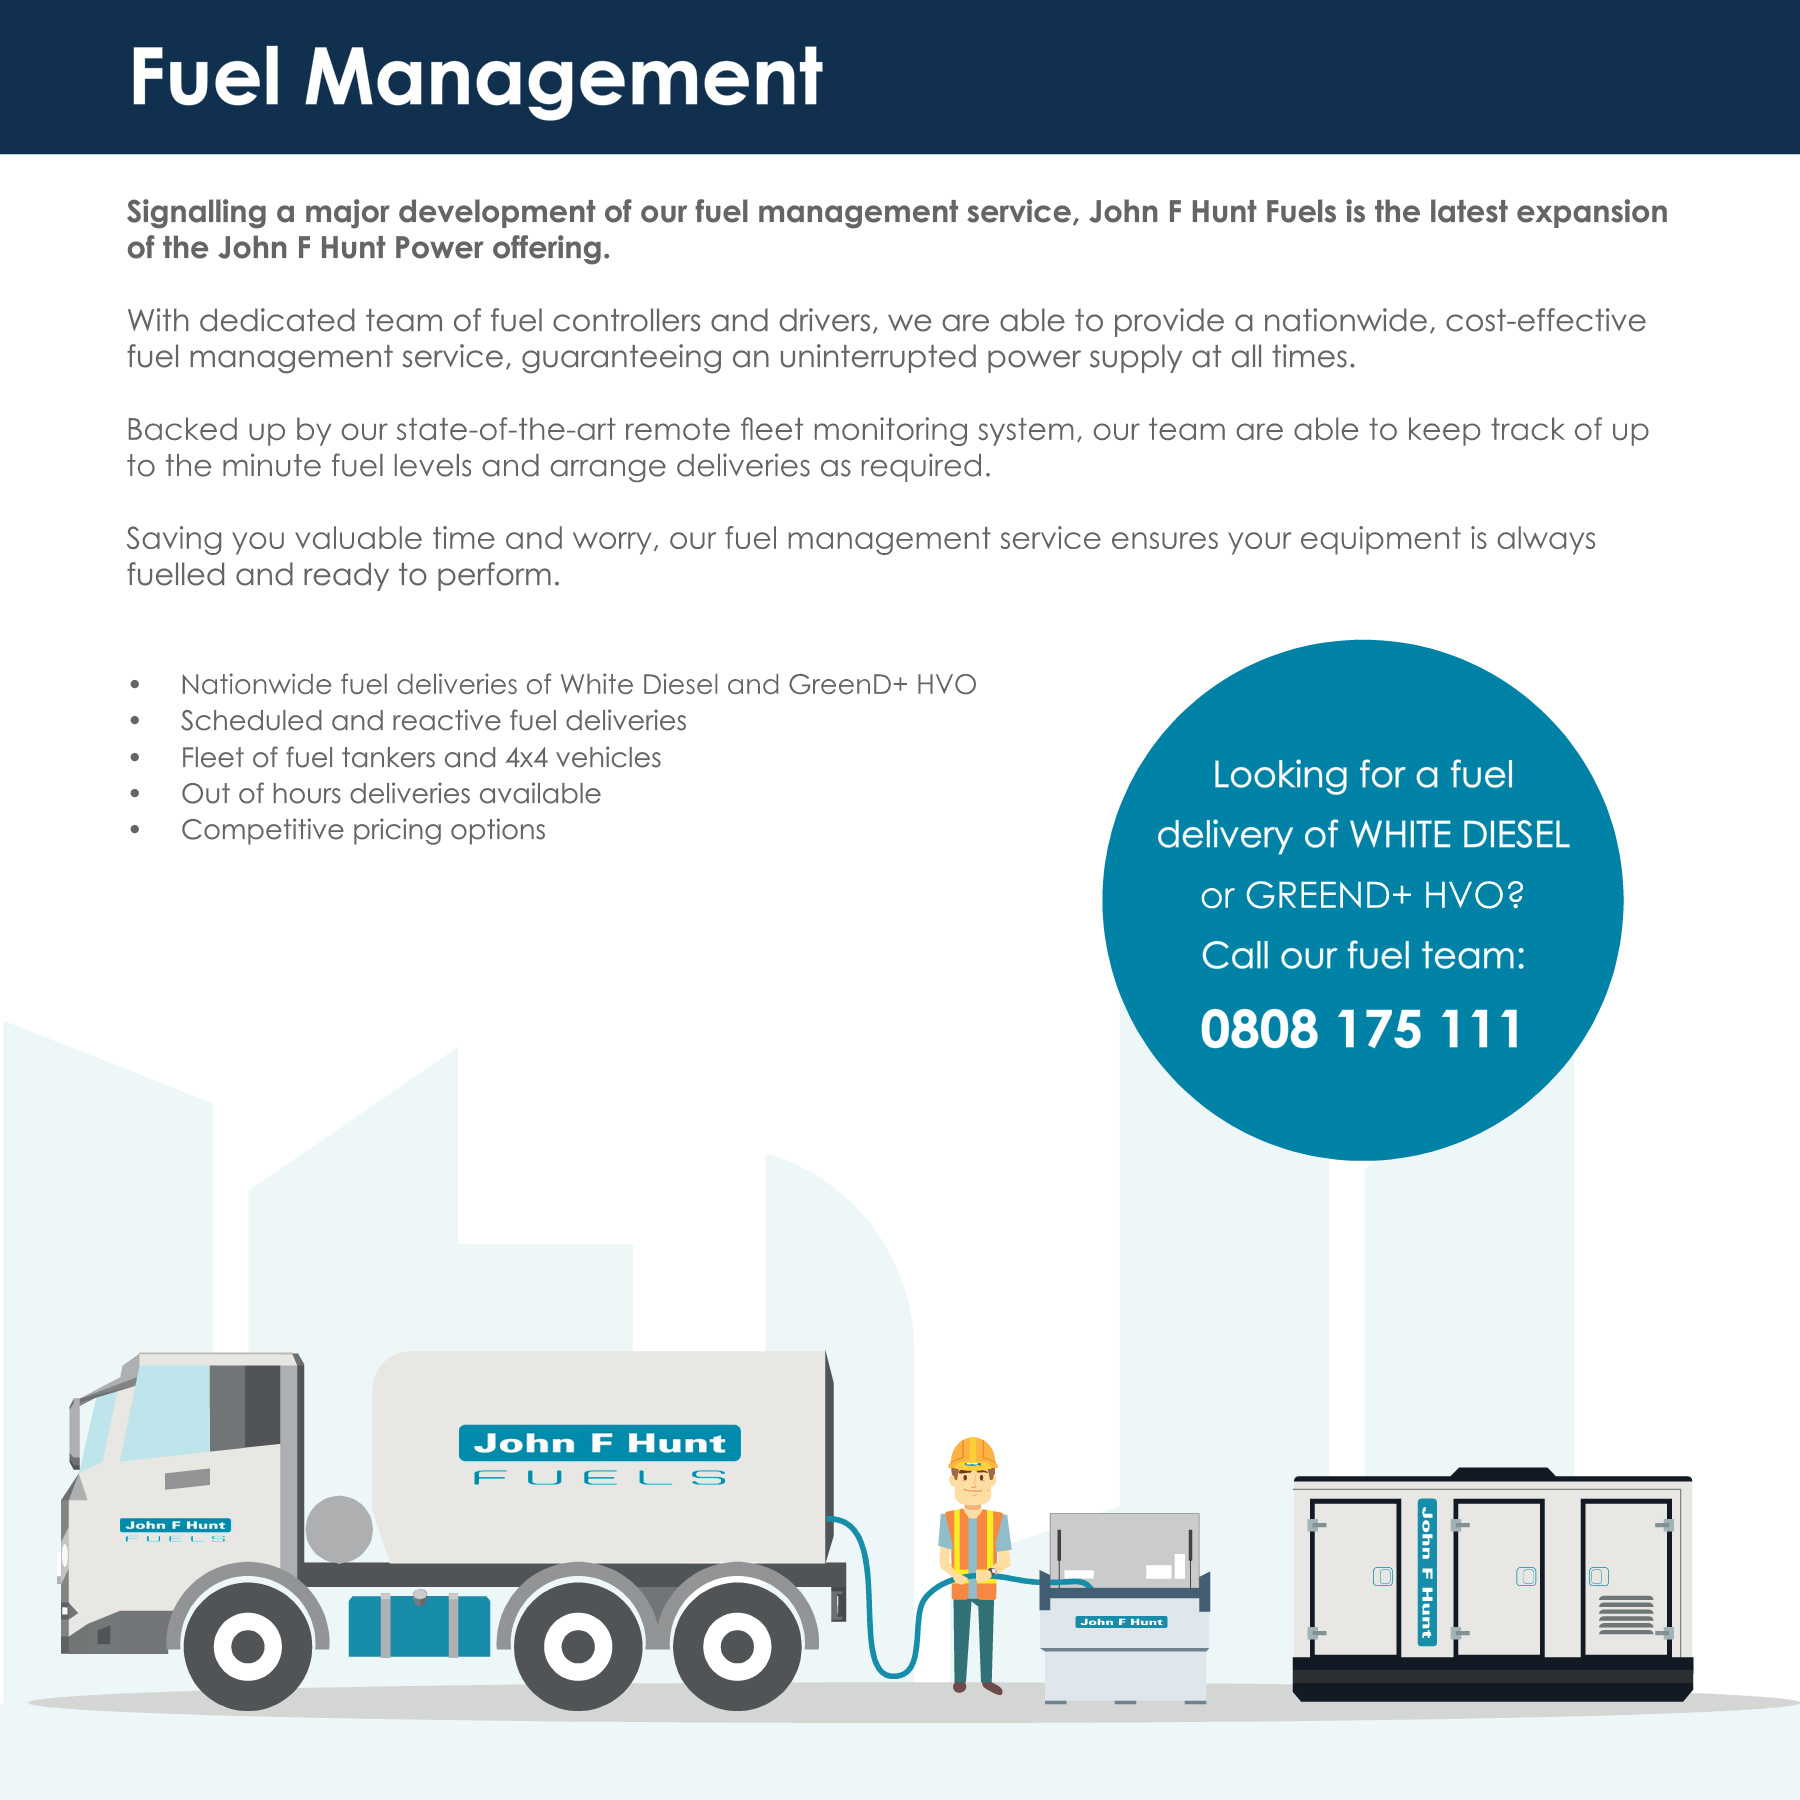 Fuel Management
Signalling a major development of our fuel management service, John F Hunt Fuels is the latest expansion
of the John F Hunt Power offering.
With dedicated team of fuel controllers and drivers, we are able to provide a nationwide, cost-effective
fuel management service, guaranteeing an uninterrupted power supply at all times.
Backed up by our state-of-the-art remote fleet monitoring system, our team are able to keep track of up
to the minute fuel levels and arrange deliveries as required.
Saving you valuable time and worry, our fuel management service ensures your equipment is always
fuelled and ready to perform.
• Nationwide fuel deliveries of White Diesel and GreenD+ HVO
• Scheduled and reactive fuel deliveries
• Fleet of fuel tankers and 4x4 vehicles
• Out of hours deliveries available
• Competitive pricing options
Looking for a fuel
delivery of WHITE DIESEL
or GREEND+ HVO?
Call our fuel team:
0808 175 111
John F Hunt
FUELS
John F Hunt
FUELS
John F Hunt
John F Hunt